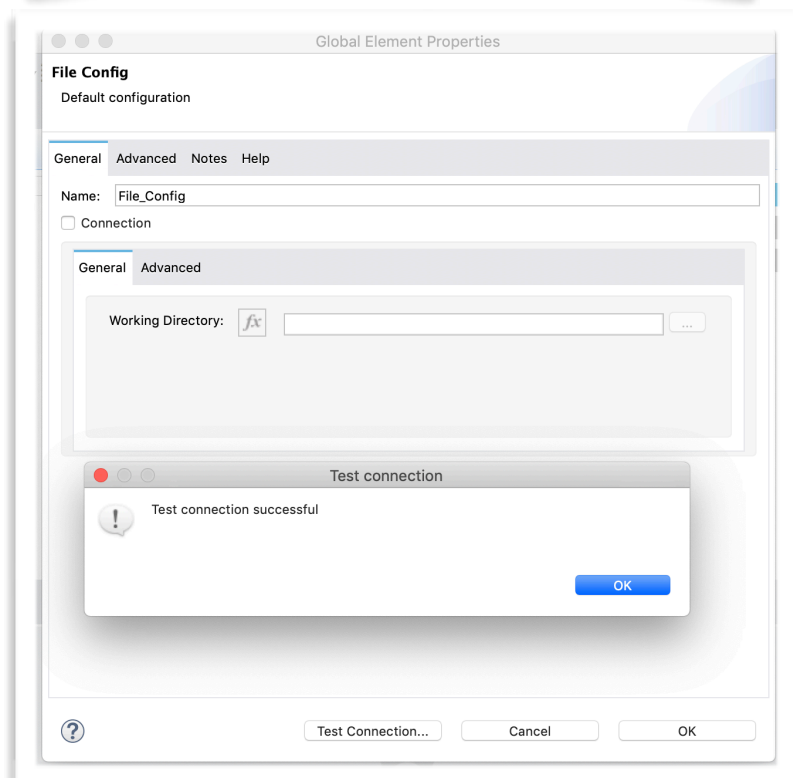 Global Element Properties
File Config
Default configuration
General Advanced Notes Help
Name: File_Config
Connection
General Advanced
Working Directory: fx ...
Test connection
! Test connection successful
OK
? Test Connection... Cancel OK